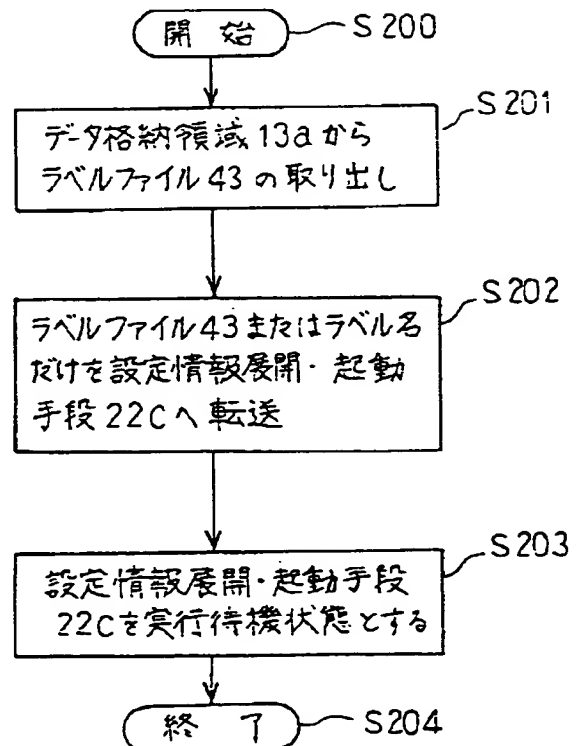 開始
S200
S201
データ格納領域13aから
ラベルファイル43の取り出し
S202
ラベルファイル43またはラベル名
だけを設定情報展開・起動
手段22Cへ転送
S203
設定情報展開・起動手段
22Cを実行待機状態とする
終了
S204